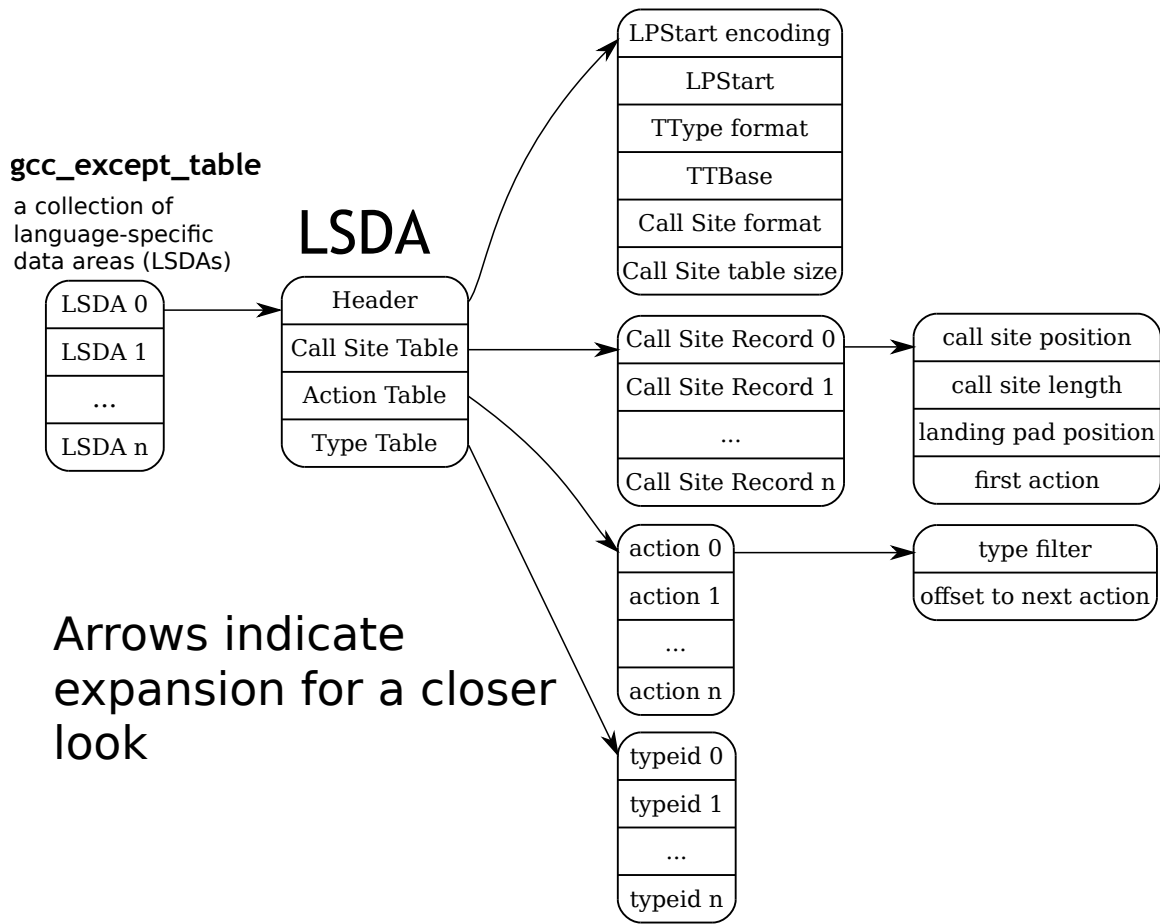 gcc_except_table
a collection of
language-specific
data areas (LSDAs)
LSDA 0
LSDA 1
...
LSDA n
LSDA
Header
Call Site Table
Action Table
Type Table
LPStart encoding
LPStart
TType format
TTBase
Call Site format
Call Site table size
Call Site Record 0
Call Site Record 1
...
Call Site Record n
call site position
call site length
landing pad position
first action
action 0
action 1
...
action n
type filter
offset to next action
typeid 0
typeid 1
...
typeid n
Arrows indicate
expansion for a closer
look